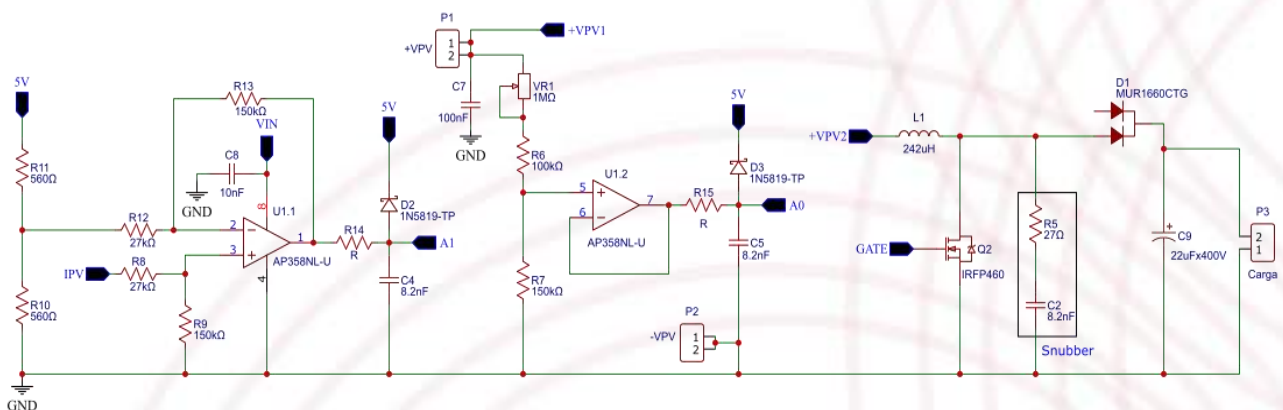 5V
R11
560Ω
R10
560Ω
GND
R13
150kΩ
VIN
C8
10nF
GND
8
U1.1
R12
27kΩ
2
3
1
4
AP358NL-U
IPV
R8
27kΩ
R9
150kΩ
R14
R
5V
D2
1N5819-TP
A1
C4
8.2nF
P1
+VPV
1
2
+VPV1
C7
100nF
GND
VR1
1MΩ
R6
100kΩ
R7
150kΩ
5
6
U1.2
7
AP358NL-U
R15
R
5V
D3
1N5819-TP
A0
C5
8.2nF
P2
-VPV
1
2
+VPV2
L1
242uH
GATE
Q2
IRFP460
R5
27Ω
C2
8.2nF
Snubber
D1
MUR1660CTG
+
C9
22uFx400V
P3
2
1
Carga